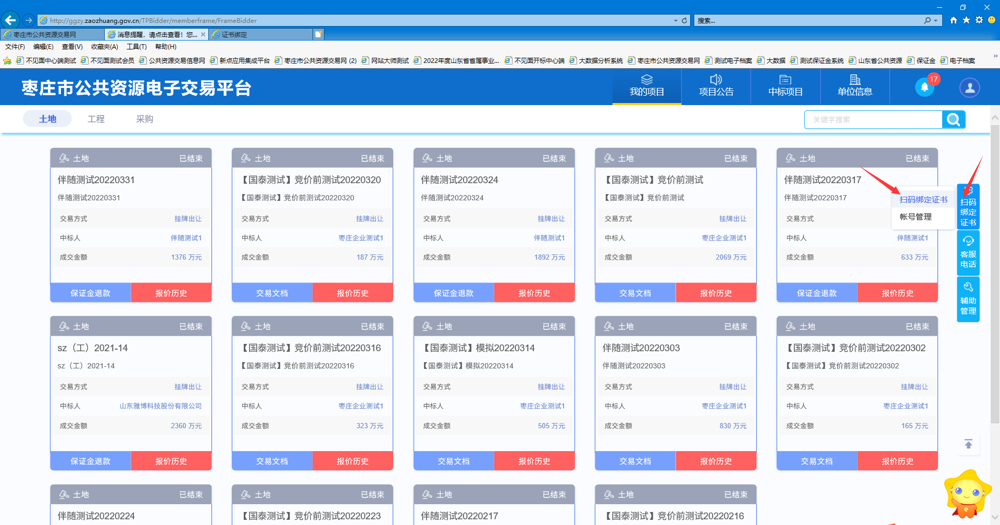 http://ggzy.zaozhuang.gov.cn/TPBidder/memberframe/FrameBidder
搜索...
枣庄市公共资源交易网
消息提醒，请点击查看！您...
证书绑定
文件(F) 编辑(E) 查看(V) 收藏夹(A) 工具(T) 帮助(H)
不见面中心端测试 不见面测试会员 公共资源交易信息网 新点应用集成平台 枣庄市公共资源交易网 (2) 网站大师测试 2022年度山东省省属事业... 不见面开标中心端 大数据分析系统 枣庄市公共资源交易网 测试电子档案 大数据 测试保证金系统 山东省公共资源 保证金 电子档案
枣庄市公共资源电子交易平台
我的项目 项目公告 中标项目 单位信息 17
土地 工程 采购
关键字搜索
土地 已结束
伴随测试20220331
伴随测试20220331
交易方式 挂牌出让
中标人 伴随测试1
成交金额 1376 万元
保证金退款 报价历史
土地 已结束
【国泰测试】竞价前测试20220320
【国泰测试】竞价前测试20220320
交易方式 挂牌出让
中标人 枣庄企业测试1
成交金额 187 万元
交易文档 报价历史
土地 已结束
伴随测试20220324
伴随测试20220324
交易方式 挂牌出让
中标人 伴随测试1
成交金额 1892 万元
保证金退款 报价历史
土地 已结束
【国泰测试】竞价前测试
【国泰测试】竞价前测试
交易方式 挂牌出让
中标人 枣庄企业测试1
成交金额 2069 万元
交易文档 报价历史
土地 已结束
伴随测试20220317
伴随测试20220317
交易方式
中标人 伴随测试1
成交金额 633 万元
保证金退款 报价历史
扫码绑定证书
帐号管理
扫码
绑定
证书
客服
电话
辅助
管理
土地 已结束
sz（工）2021-14
sz（工）2021-14
交易方式 挂牌出让
中标人 山东雅博科技股份有限公司
成交金额 2360 万元
保证金退款 报价历史
土地 已结束
【国泰测试】竞价前测试20220316
【国泰测试】竞价前测试20220316
交易方式 挂牌出让
中标人 枣庄企业测试1
成交金额 323 万元
交易文档 报价历史
土地 已结束
【国泰测试】模拟20220314
【国泰测试】模拟20220314
交易方式 挂牌出让
中标人 枣庄企业测试1
成交金额 505 万元
交易文档 报价历史
土地 已结束
伴随测试20220303
伴随测试20220303
交易方式 挂牌出让
中标人 枣庄企业测试1
成交金额 830 万元
交易文档 报价历史
土地 已结束
【国泰测试】竞价前测试20220302
【国泰测试】竞价前测试20220302
交易方式 挂牌出让
中标人 枣庄企业测试1
成交金额 165 万元
交易文档 报价历史
土地 已结束
伴随测试20220224
土地 已结束
【国泰测试】竞价前测试20220223
土地 已结束
伴随测试20220217
土地 已结束
【国泰测试】竞价前测试20220216